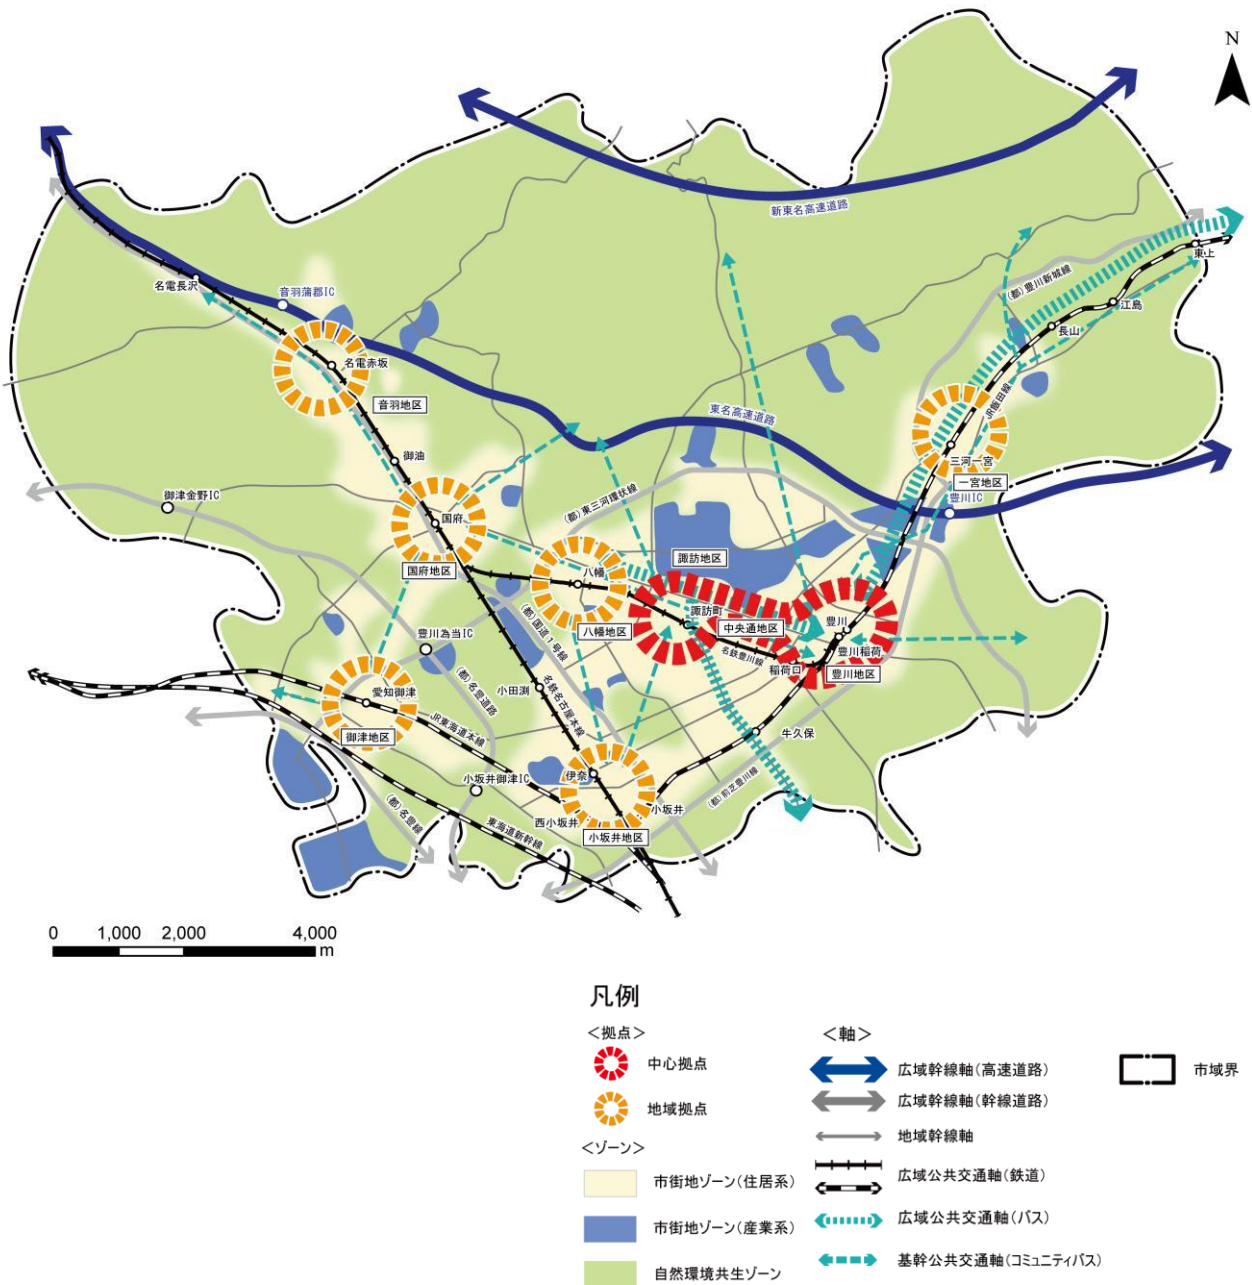 N
新東名高速道路
東上
(都)豊川新城線
江島
長山
名電長沢
音羽蒲郡IC
名電赤坂
音羽地区
JR飯田線
東名高速道路
御油
三河一宮
一宮地区
御津金野IC
豊川IC
国府
(都)東三河環状線
国府地区
諏訪地区
八幡
八幡地区
諏訪町
中央通地区
豊川
名鉄豊川線
稲荷口
豊川稲荷
豊川地区
豊川為当IC
(都)国道1号線
(都)名豊道路
小田渕
名鉄名古屋本線
愛知御津
JR東海道本線
御津地区
牛久保
小坂井御津IC
伊奈
(都)前芝豊川線
小坂井
西小坂井
小坂井地区
(都)名豊線
東海道新幹線
0 1,000 2,000 4,000
m
凡例
<拠点>
中心拠点
地域拠点
<ゾーン>
市街地ゾーン(住居系)
市街地ゾーン(産業系)
自然環境共生ゾーン
<軸>
広域幹線軸(高速道路)
広域幹線軸(幹線道路)
地域幹線軸
広域公共交通軸(鉄道)
広域公共交通軸(バス)
基幹公共交通軸(コミュニティバス)
市域界